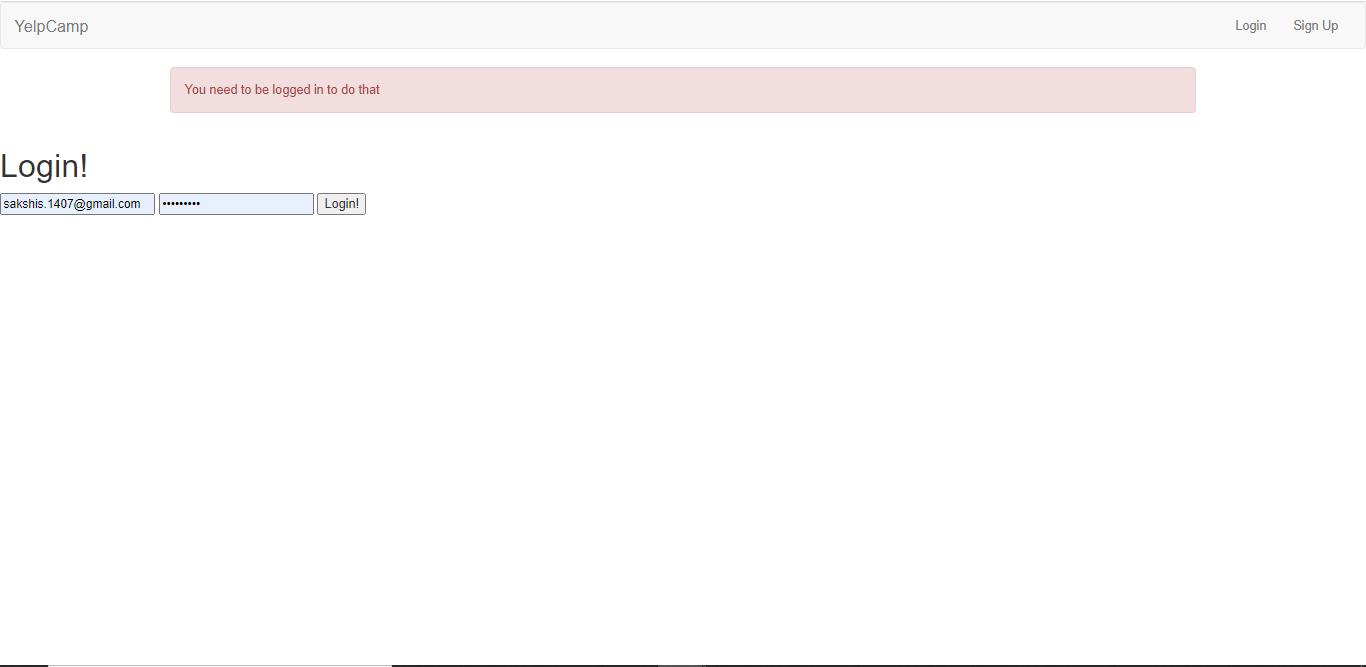 YelpCamp Login Sign Up
You need to be logged in to do that
Login!
sakshis.1407@gmail.com ••••••••• Login!